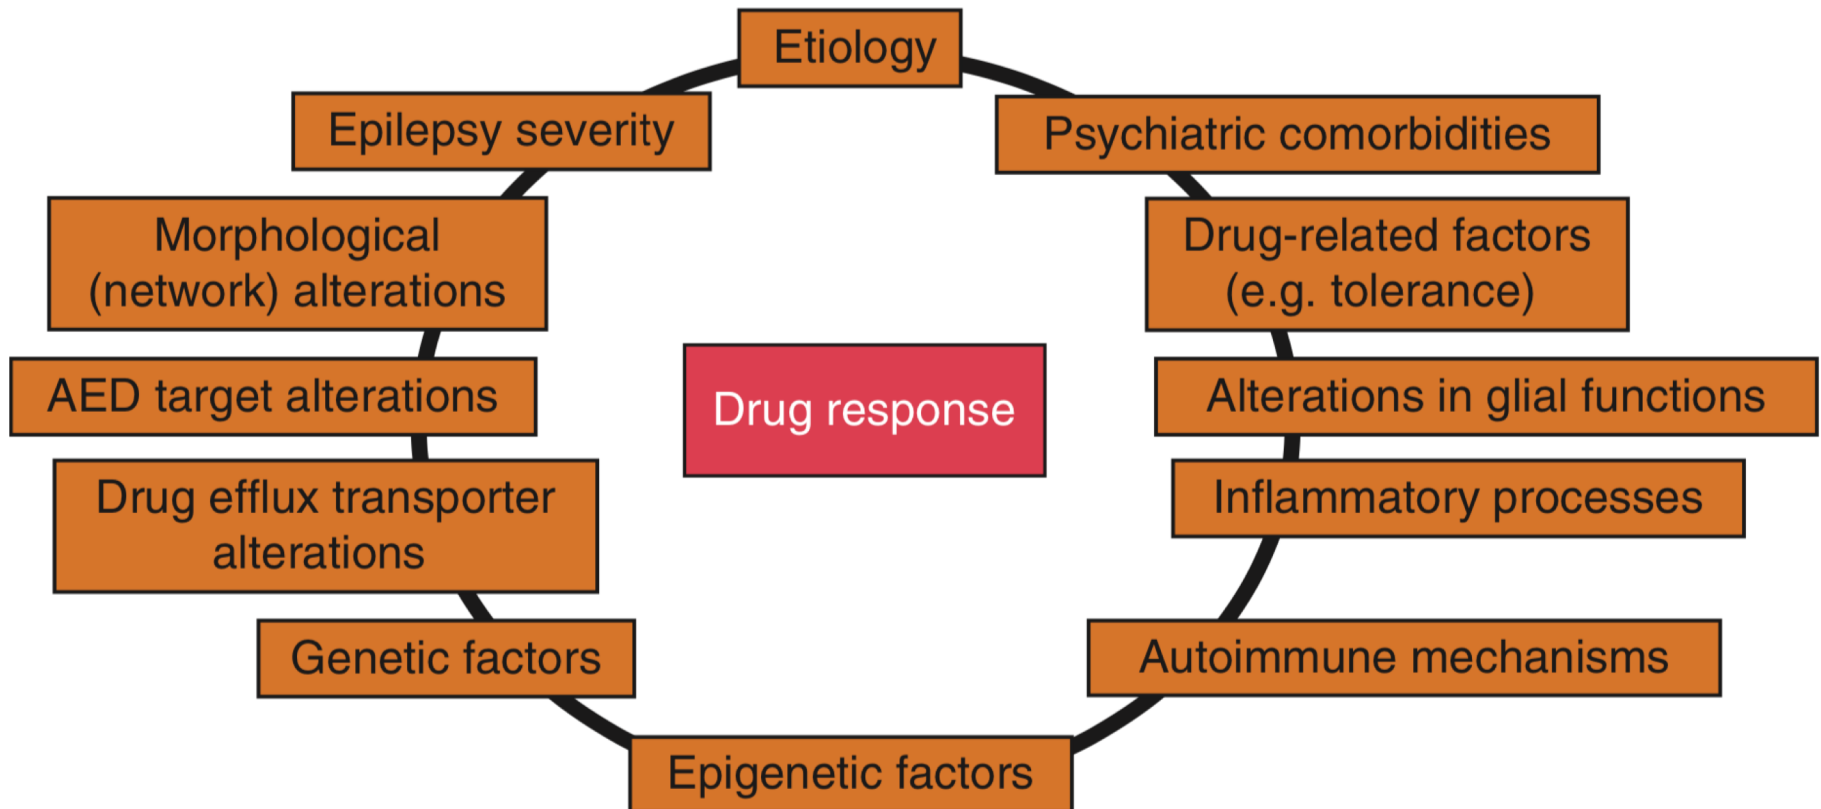 Etiology
Epilepsy severity
Psychiatric comorbidities
Morphological
(network) alterations
Drug-related factors
(e.g. tolerance)
AED target alterations
Drug response
Alterations in glial functions
Drug efflux transporter
alterations
Inflammatory processes
Genetic factors
Autoimmune mechanisms
Epigenetic factors